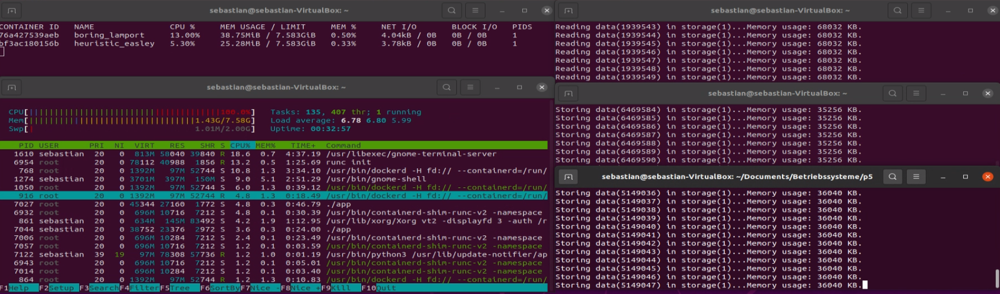 sebastian@sebastian-VirtualBox: ~
CONTAINER ID NAME CPU % MEM USAGE / LIMIT MEM % NET I/O BLOCK I/O PIDS
76a427539aeb boring_lamport 13.00% 38.75MiB / 7.583GiB 0.50% 4.04kB / 0B 0B / 0B 1
bf3ac180156b heuristic_easley 5.30% 25.28MiB / 7.583GiB 0.33% 3.78kB / 0B 0B / 0B 1
sebastian@sebastian-VirtualBox: ~
CPU[100.0%] Tasks: 135, 407 thr; 1 running
Mem[1.43G/7.58G] Load average: 6.78 6.80 5.99
Swp[1.01M/2.00G] Uptime: 00:32:57
PID USER PRI NI VIRT RES SHR S CPU% MEM% TIME+ Command
1610 sebastian 20 0 813M 58040 39840 R 18.6 0.7 4:37.19 /usr/libexec/gnome-terminal-server
6954 root 20 0 78112 40988 1856 R 13.2 0.5 1:25.69 runc init
768 root 20 0 1392M 97M 52744 S 10.8 1.3 3:34.10 /usr/bin/dockerd -H fd:// --containerd=/run/
1274 sebastian 20 0 3701M 397M 150M S 9.0 5.1 2:51.29 /usr/bin/gnome-shell
1050 root 20 0 1392M 97M 52744 S 6.0 1.3 0:39.12 /usr/bin/dockerd -H fd:// --containerd=/run/
916 root 20 0 1392M 97M 52744 R 4.8 1.3 0:18.49 /usr/bin/dockerd -H fd:// --containerd=/run/
7027 root 20 0 45344 27160 1772 S 4.8 0.3 0:46.79 ./app
6932 root 20 0 696M 10716 7212 S 4.8 0.1 0:30.39 /usr/bin/containerd-shim-runc-v2 -namespace
861 sebastian 20 0 634M 145M 83492 S 4.2 1.9 1:12.95 /usr/lib/xorg/Xorg vt2 -displayfd 3 -auth /r
7044 sebastian 20 0 38752 23376 2972 S 3.6 0.3 0:24.00 ./app
7006 root 20 0 696M 10284 7212 S 2.4 0.1 0:23.49 /usr/bin/containerd-shim-runc-v2 -namespace
7057 root 20 0 696M 10716 7212 S 1.2 0.1 0:03.59 /usr/bin/containerd-shim-runc-v2 -namespace
7122 sebastian 39 19 97M 78308 57736 R 1.2 1.0 0:01.19 /usr/bin/python3 /usr/lib/update-notifier/ap
6943 root 20 0 696M 10716 7212 S 1.2 0.1 0:05.01 /usr/bin/containerd-shim-runc-v2 -namespace
7014 root 20 0 696M 10284 7212 S 1.2 0.1 0:03.40 /usr/bin/containerd-shim-runc-v2 -namespace
864 root 20 0 1392M 97M 52744 R 1.2 1.3 0:10.83 /usr/bin/dockerd -H fd:// --containerd=/run/
F1Help F2Setup F3SearchF4FilterF5Tree F6SortByF7Nice -F8Nice +F9Kill F10Quit
sebastian@sebastian-VirtualBox: ~
Reading data(1939543) in storage(1)...Memory usage: 68032 KB.
Reading data(1939544) in storage(1)...Memory usage: 68032 KB.
Reading data(1939545) in storage(1)...Memory usage: 68032 KB.
Reading data(1939546) in storage(1)...Memory usage: 68032 KB.
Reading data(1939547) in storage(1)...Memory usage: 68032 KB.
Reading data(1939548) in storage(1)...Memory usage: 68032 KB.
Reading data(1939549) in storage(1)...Memory usage: 68032 KB.
sebastian@sebastian-VirtualBox: ~
Storing data(6469584) in storage(1)...Memory usage: 35256 KB.
Storing data(6469585) in storage(1)...Memory usage: 35256 KB.
Storing data(6469586) in storage(1)...Memory usage: 35256 KB.
Storing data(6469587) in storage(1)...Memory usage: 35256 KB.
Storing data(6469588) in storage(1)...Memory usage: 35256 KB.
Storing data(6469589) in storage(1)...Memory usage: 35256 KB.
Storing data(6469590) in storage(1)...Memory usage: 35256 KB.
sebastian@sebastian-VirtualBox: ~/Documents/Betriebssysteme/p5
Storing data(5149036) in storage(1)...Memory usage: 36040 KB.
Storing data(5149037) in storage(1)...Memory usage: 36040 KB.
Storing data(5149038) in storage(1)...Memory usage: 36040 KB.
Storing data(5149039) in storage(1)...Memory usage: 36040 KB.
Storing data(5149040) in storage(1)...Memory usage: 36040 KB.
Storing data(5149041) in storage(1)...Memory usage: 36040 KB.
Storing data(5149042) in storage(1)...Memory usage: 36040 KB.
Storing data(5149043) in storage(1)...Memory usage: 36040 KB.
Storing data(5149044) in storage(1)...Memory usage: 36040 KB.
Storing data(5149045) in storage(1)...Memory usage: 36040 KB.
Storing data(5149046) in storage(1)...Memory usage: 36040 KB.
Storing data(5149047) in storage(1)...Memory usage: 36040 KB.